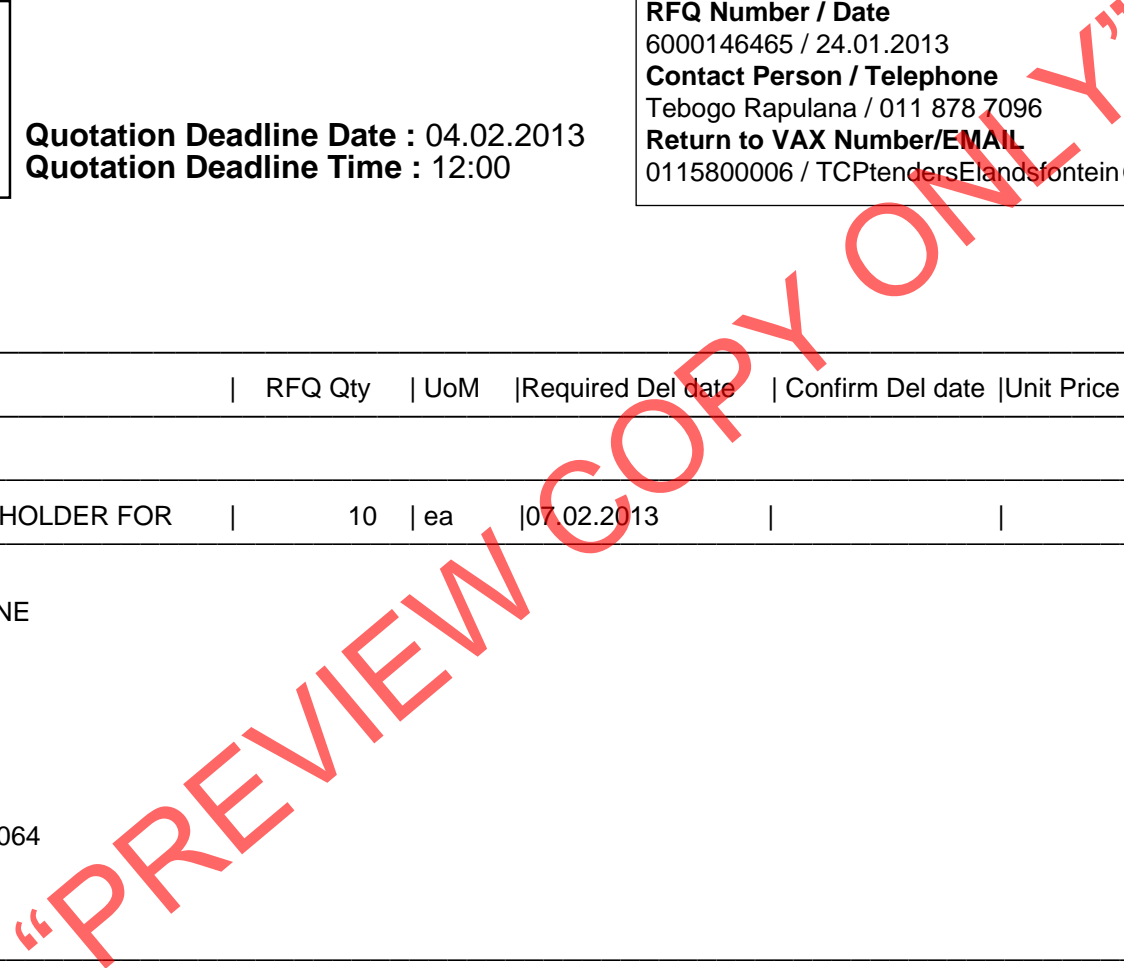 RFQ Number / Date
6000146465 / 24.01.2013
Contact Person / Telephone
Tebogo Rapulana / 011 878 7096
Return to VAX Number/EMAIL
0115800006 / TCPtendersElandsfontein
Quotation Deadline Date : 04.02.2013
Quotation Deadline Time : 12:00
| RFQ Qty | UoM |Required Del date | Confirm Del date |Unit Price
HOLDER FOR | 10 | ea |07.02.2013 | |
NE
064
“PREVIEW COPY ONLY”